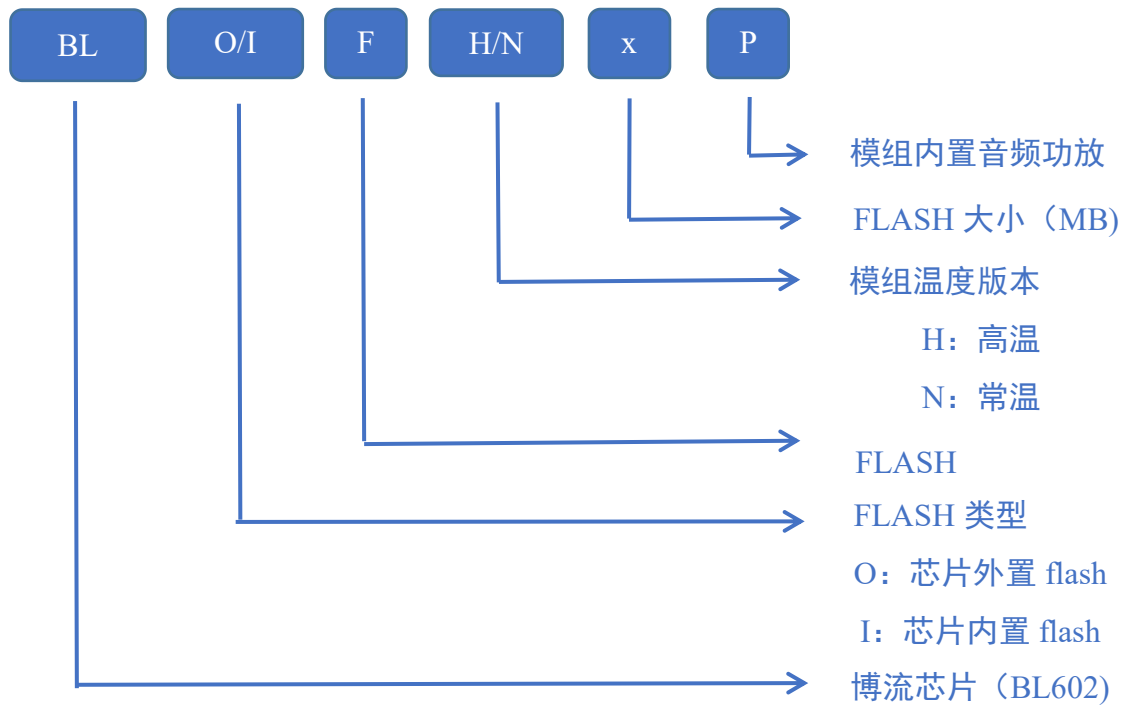 BL O/I F H/N x P
模组内置音频功放
FLASH 大小（MB)
模组温度版本
H：高温
N：常温
FLASH
FLASH 类型
O：芯片外置 flash
I：芯片内置 flash
博流芯片（BL602)